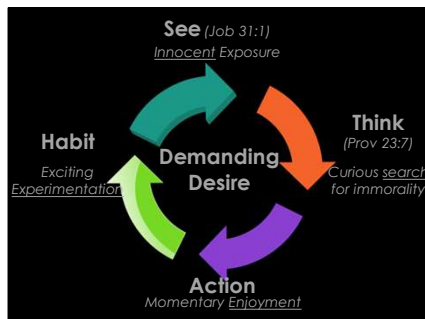 See (Job 31:1)
Innocent Exposure
Think
(Prov 23:7)
Curious search
for immorality
Habit
Exciting
Experimentation
Demanding
Desire
Action
Momentary Enjoyment